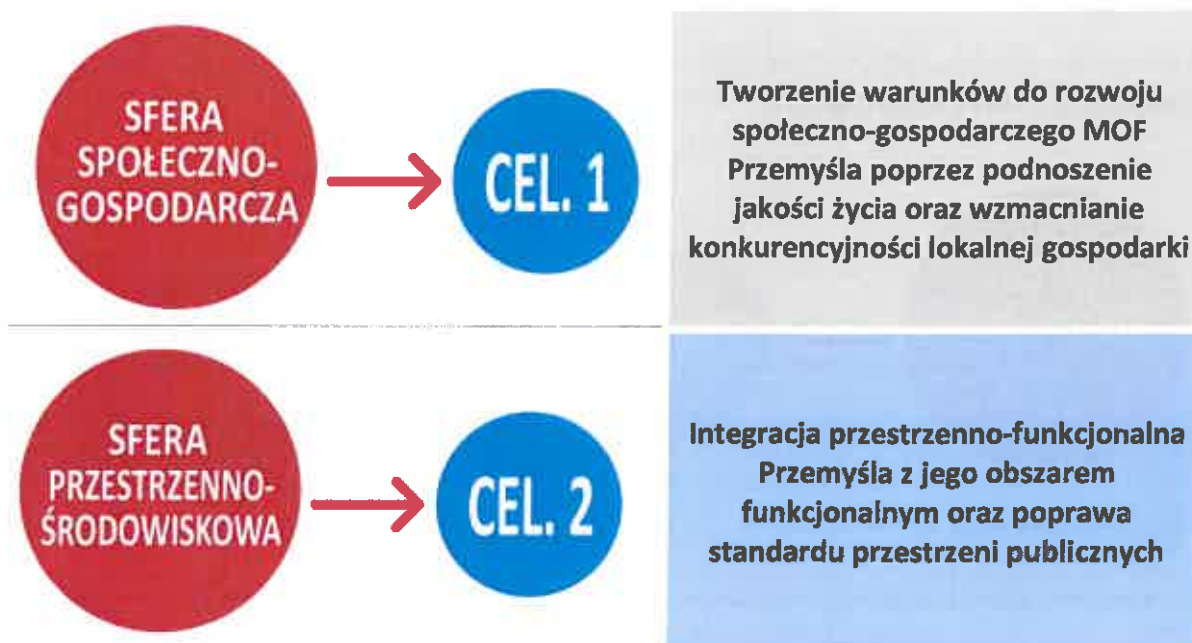 SFERA
SPOŁECZNO-
GOSPODARCZA
CEL. 1
Tworzenie warunków do rozwoju
społeczno-gospodarczego MOF
Przemyśla poprzez podnoszenie
jakości życia oraz wzmacnianie
konkurencyjności lokalnej gospodarki
SFERA
PRZESTRZENNO-
ŚRODOWISKOWA
CEL. 2
Integracja przestrzenno-funkcjonalna
Przemyśla z jego obszarem
funkcjonalnym oraz poprawa
standardu przestrzeni publicznych